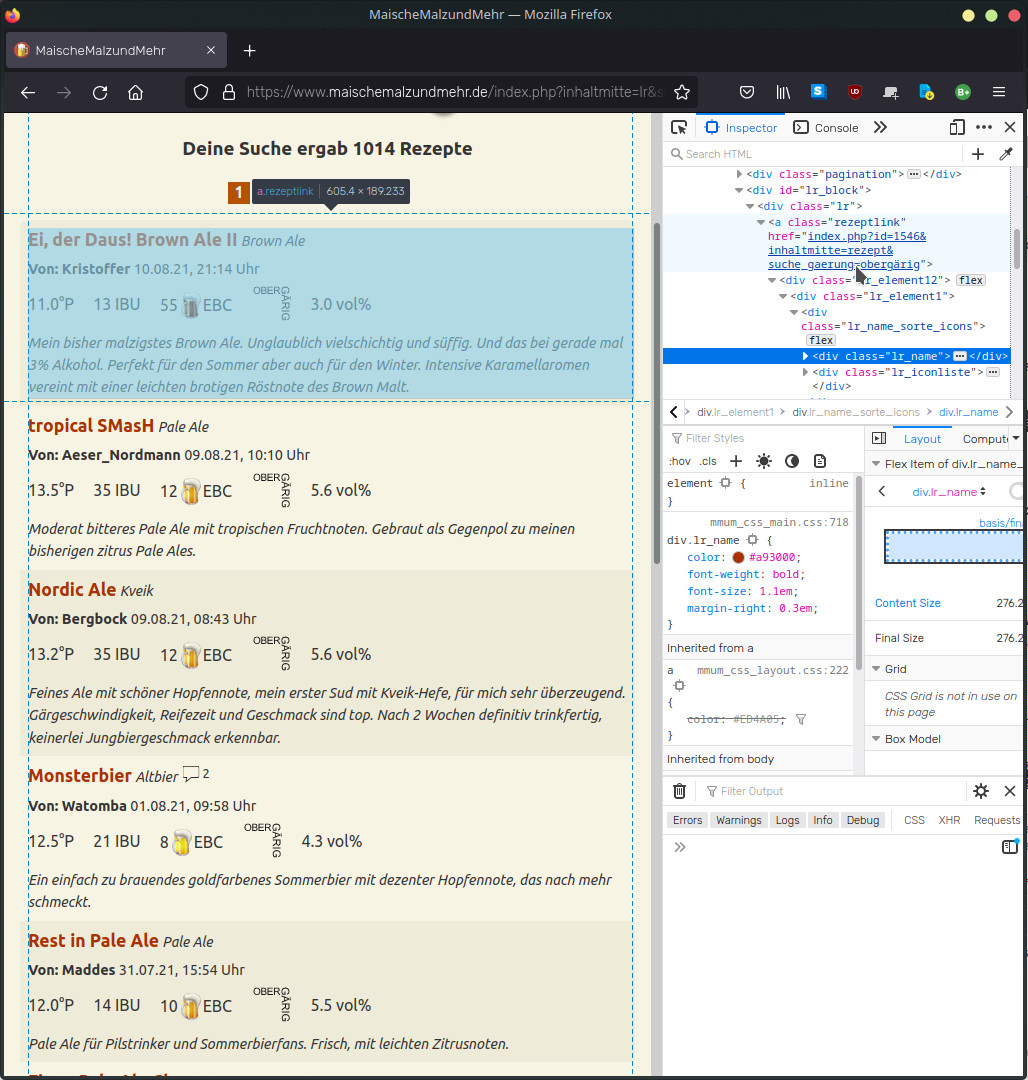 MaischeMalzundMehr — Mozilla Firefox
MaischeMalzundMehr
https://www.maischemalzundmehr.de/index.php?inhaltmitte=lr&s
Deine Suche ergab 1014 Rezepte
1 a.rezeptlink 605.4 × 189.233
Ei, der Daus! Brown Ale II Brown Ale
Von: Kristoffer 10.08.21, 21:14 Uhr
11.0°P 13 IBU 55 EBC OBER GÄRIG 3.0 vol%
Mein bisher malzigstes Brown Ale. Unglaublich vielschichtig und süffig. Und das bei gerade mal
3% Alkohol. Perfekt für den Sommer aber auch für den Winter. Intensive Karamellaromen
vereint mit einer leichten brotigen Röstnote des Brown Malt.
tropical SMasH Pale Ale
Von: Aeser_Nordmann 09.08.21, 10:10 Uhr
13.5°P 35 IBU 12 EBC OBER GÄRIG 5.6 vol%
Moderat bitteres Pale Ale mit tropischen Fruchtnoten. Gebraut als Gegenpol zu meinen
bisherigen zitrus Pale Ales.
Nordic Ale Kveik
Von: Bergbock 09.08.21, 08:43 Uhr
13.2°P 35 IBU 12 EBC OBER GÄRIG 5.6 vol%
Feines Ale mit schöner Hopfennote, mein erster Sud mit Kveik-Hefe, für mich sehr überzeugend.
Gärgeschwindigkeit, Reifezeit und Geschmack sind top. Nach 2 Wochen definitiv trinkfertig,
keinerlei Jungbiergeschmack erkennbar.
Monsterbier Altbier 2
Von: Watomba 01.08.21, 09:58 Uhr
12.5°P 21 IBU 8 EBC OBER GÄRIG 4.3 vol%
Ein einfach zu brauendes goldfarbenes Sommerbier mit dezenter Hopfennote, das nach mehr
schmeckt.
Rest in Pale Ale Pale Ale
Von: Maddes 31.07.21, 15:54 Uhr
12.0°P 14 IBU 10 EBC OBER GÄRIG 5.5 vol%
Pale Ale für Pilstrinker und Sommerbierfans. Frisch, mit leichten Zitrusnoten.
Inspector Console
Search HTML
<div class="pagination"> ••• </div>
<div id="lr_block">
<div class="lr">
<a class="rezeptlink"
href="index.php?id=1546&
inhaltmitte=rezept&
suche_gaerung=obergärig">
<div class="lr_element12"> flex
<div class="lr_element1">
<div
class="lr_name_sorte_icons">
flex
<div class="lr_name"> ••• </div>
<div class="lr_iconliste"> •••
</div>
div.lr_element1 div.lr_name_sorte_icons div.lr_name
Filter Styles
:hov .cls
element { inline
}
mmum_css_main.css:718
div.lr_name {
color: #a93000;
font-weight: bold;
font-size: 1.1em;
margin-right: 0.3em;
}
Inherited from a
a mmum_css_layout.css:222
{
color: #ED4A05;
}
Inherited from body
Layout Compute
Flex Item of div.lr_name_
div.lr_name
basis/fina
Content Size 276.2
Final Size 276.2
Grid
CSS Grid is not in use on
this page
Box Model
Filter Output
Errors Warnings Logs Info Debug CSS XHR Requests